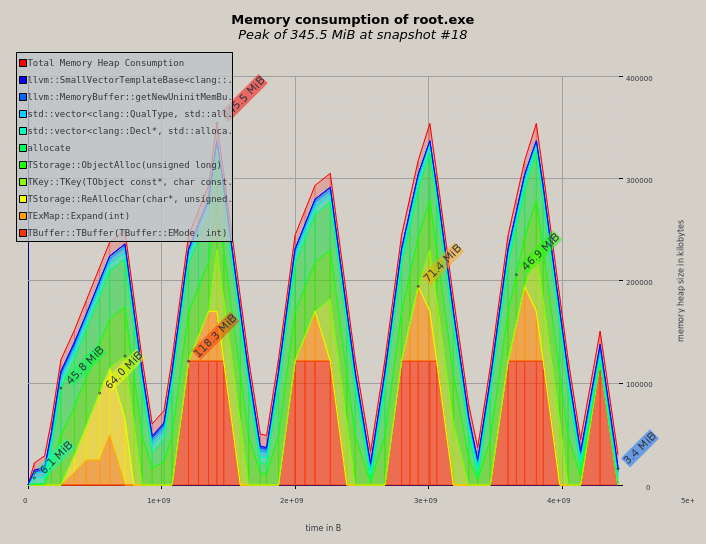 Memory consumption of root.exe
Peak of 345.5 MiB at snapshot #18
Total Memory Heap Consumption
llvm::SmallVectorTemplateBase<clang::.
llvm::MemoryBuffer::getNewUninitMemBu.
std::vector<clang::QualType, std::all.
std::vector<clang::Decl*, std::alloca.
allocate
TStorage::ObjectAlloc(unsigned long)
TKey::TKey(TObject const*, char const.
TStorage::ReAllocChar(char*, unsigned.
TExMap::Expand(int)
TBuffer::TBuffer(TBuffer::EMode, int)
45.5 MiB
400000
300000
200000
100000
0
memory heap size in kilobytes
71.4 MiB
46.9 MiB
118.3 MiB
45.8 MiB
64.0 MiB
6.1 MiB
3.4 MiB
0
1e+09
2e+09
3e+09
4e+09
5e+
time in B